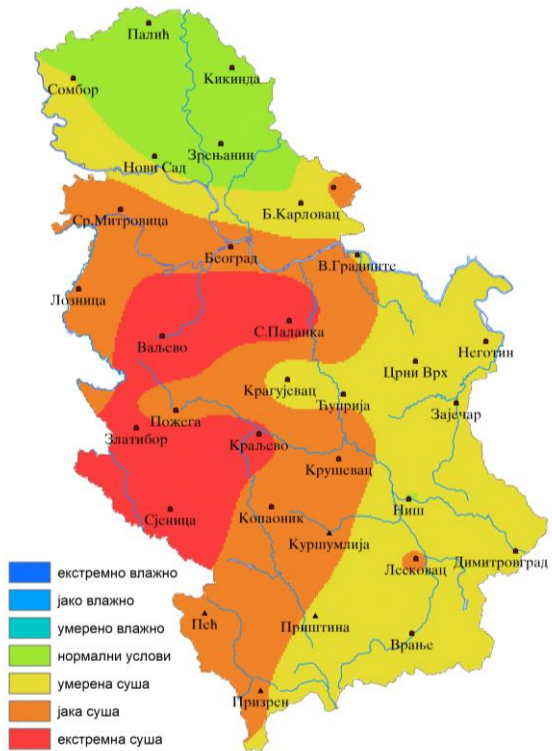 Палић
Кикинда
Сомбор
Зрењанин
Нови Сад
Б.Карловац
Ср.Митровица
Београд
В.Градиште
Лозница
С.Паланка
Ваљево
Неготин
Црни Врх
Крагујевац
Ћуприја
Зајечар
Пожега
Златибор
Краљево
Крушевац
Ниш
Сјеница
Копаоник
Куршумлија
Димитровград
Лесковац
Пећ
Приштина
Врање
Призрен
екстремно влажно
јако влажно
умерено влажно
нормални услови
умерена суша
јака суша
екстремна суша